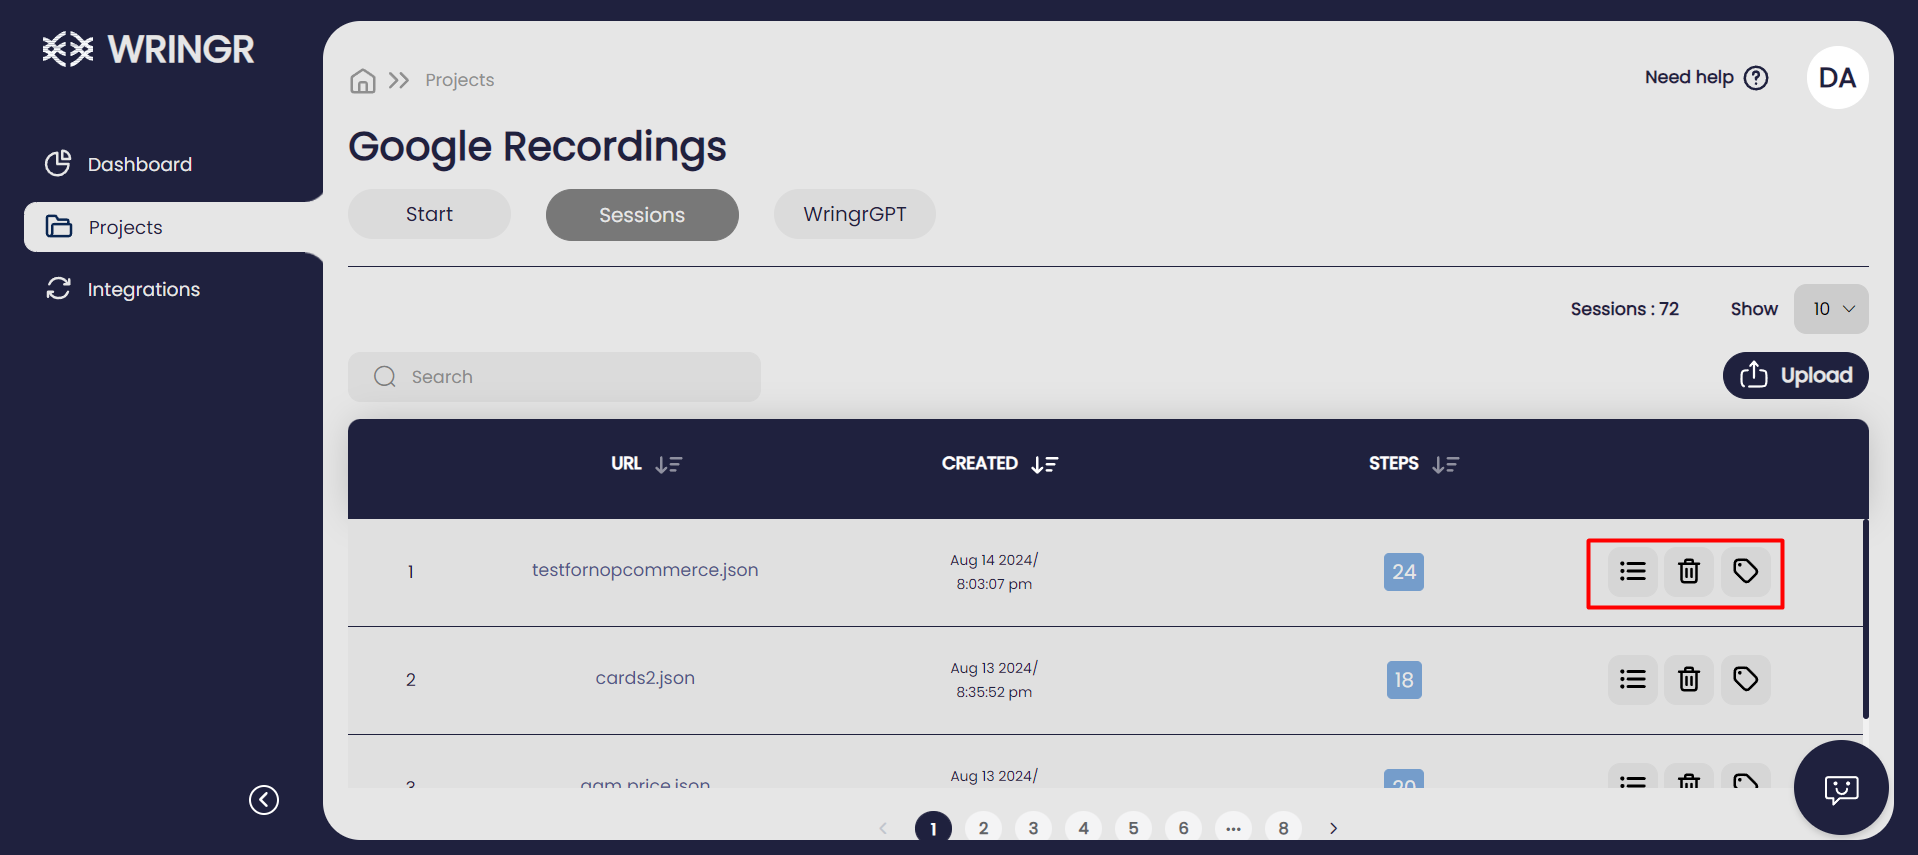 WRINGR
Dashboard
Projects
Integrations
Projects
Need help
DA
Google Recordings
Start
Sessions
WringrGPT
Sessions : 72
Show
10
Search
Upload
URL
CREATED
STEPS
1
testfornopcommerce.json
Aug 14 2024/
8:03:07 pm
24
2
cards2.json
Aug 13 2024/
8:35:52 pm
18
3
Aug 13 2024/
20
1 2 3 4 5 6 ... 8